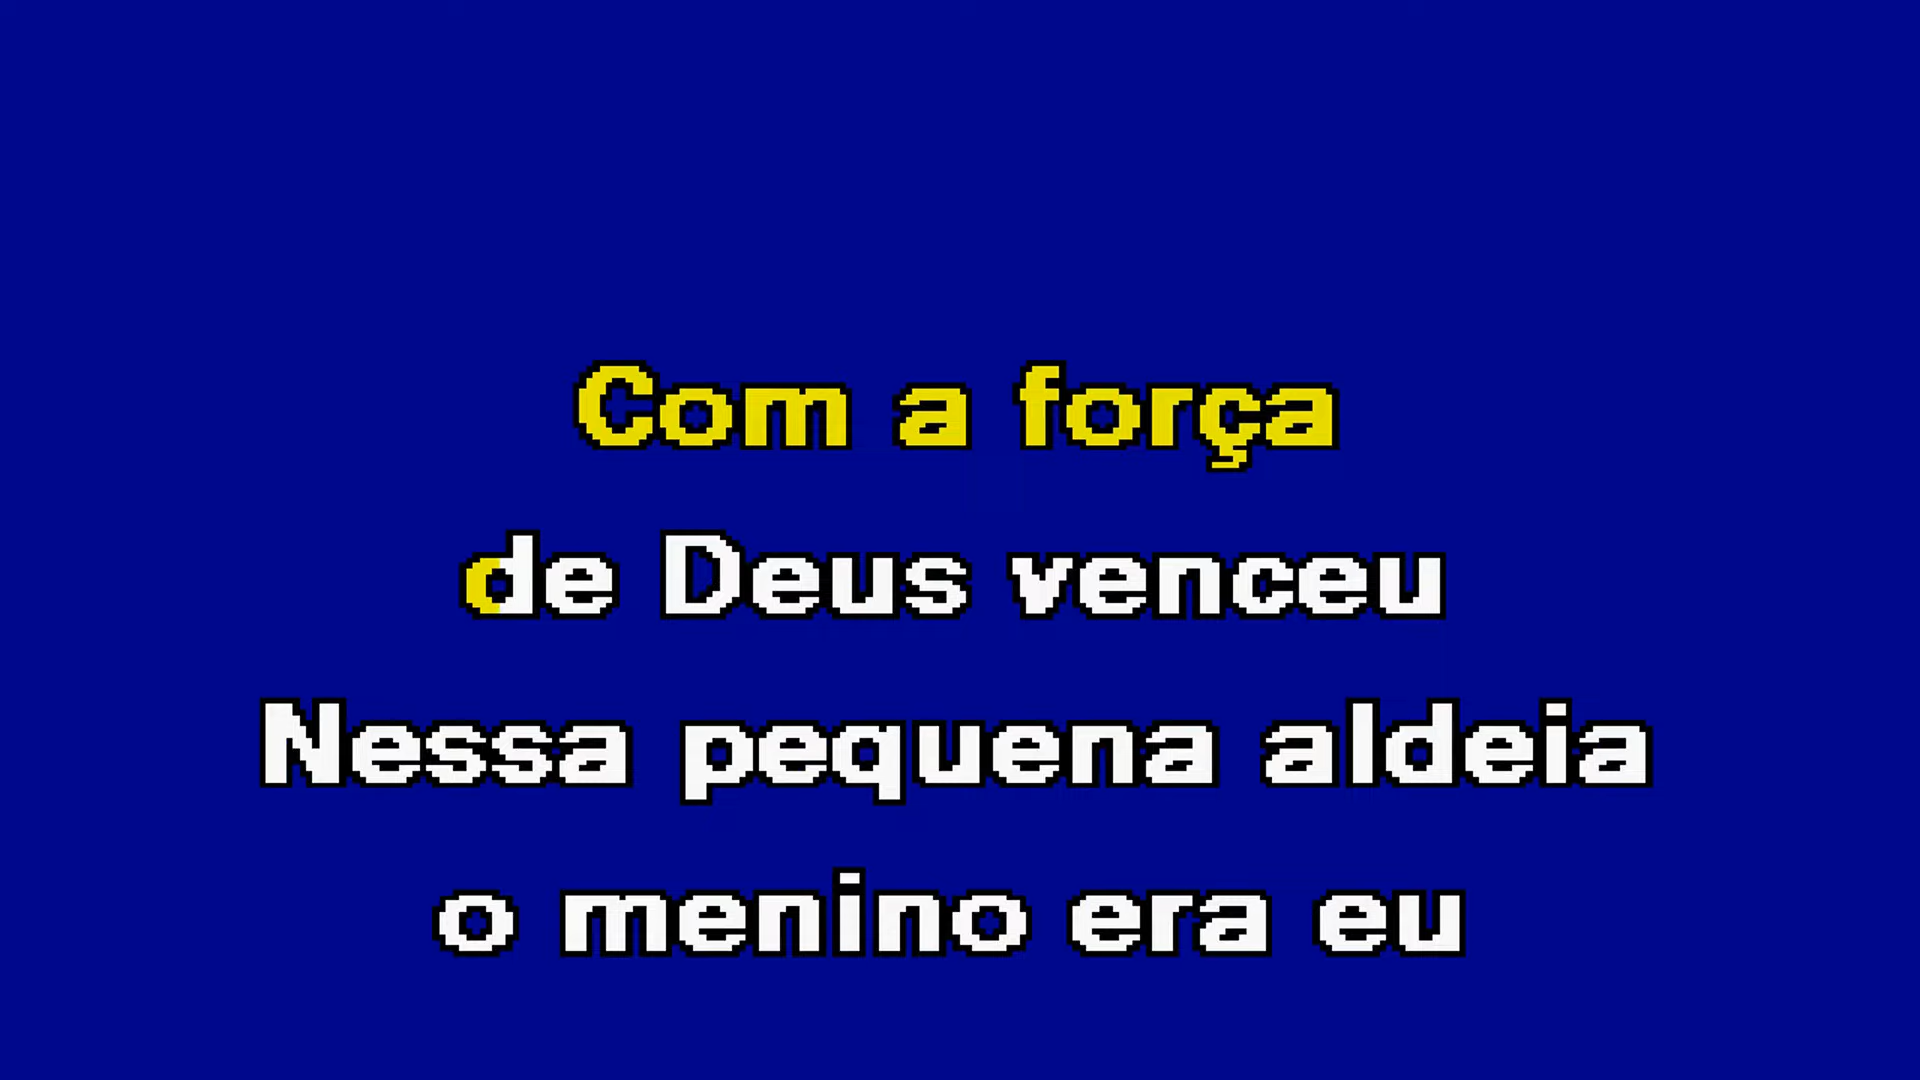 Com a força
de Deus venceu
Nessa pequena aldeia
o menino era eu